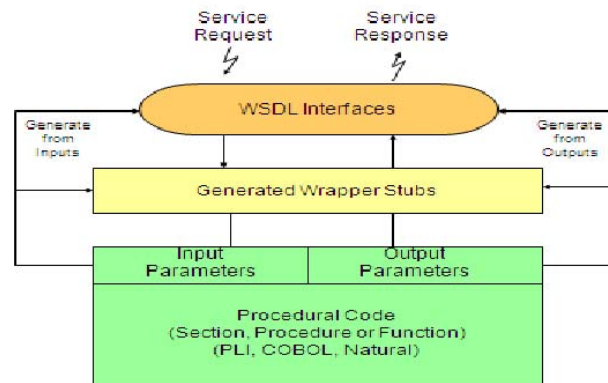 Service
Request
Service
Response
WSDL Interfaces
Generate
from
Inputs
Generate
from
Outputs
Generated Wrapper Stubs
Input
Parameters
Output
Parameters
Procedural Code
(Section, Procedure or Function)
(PLI, COBOL, Natural)